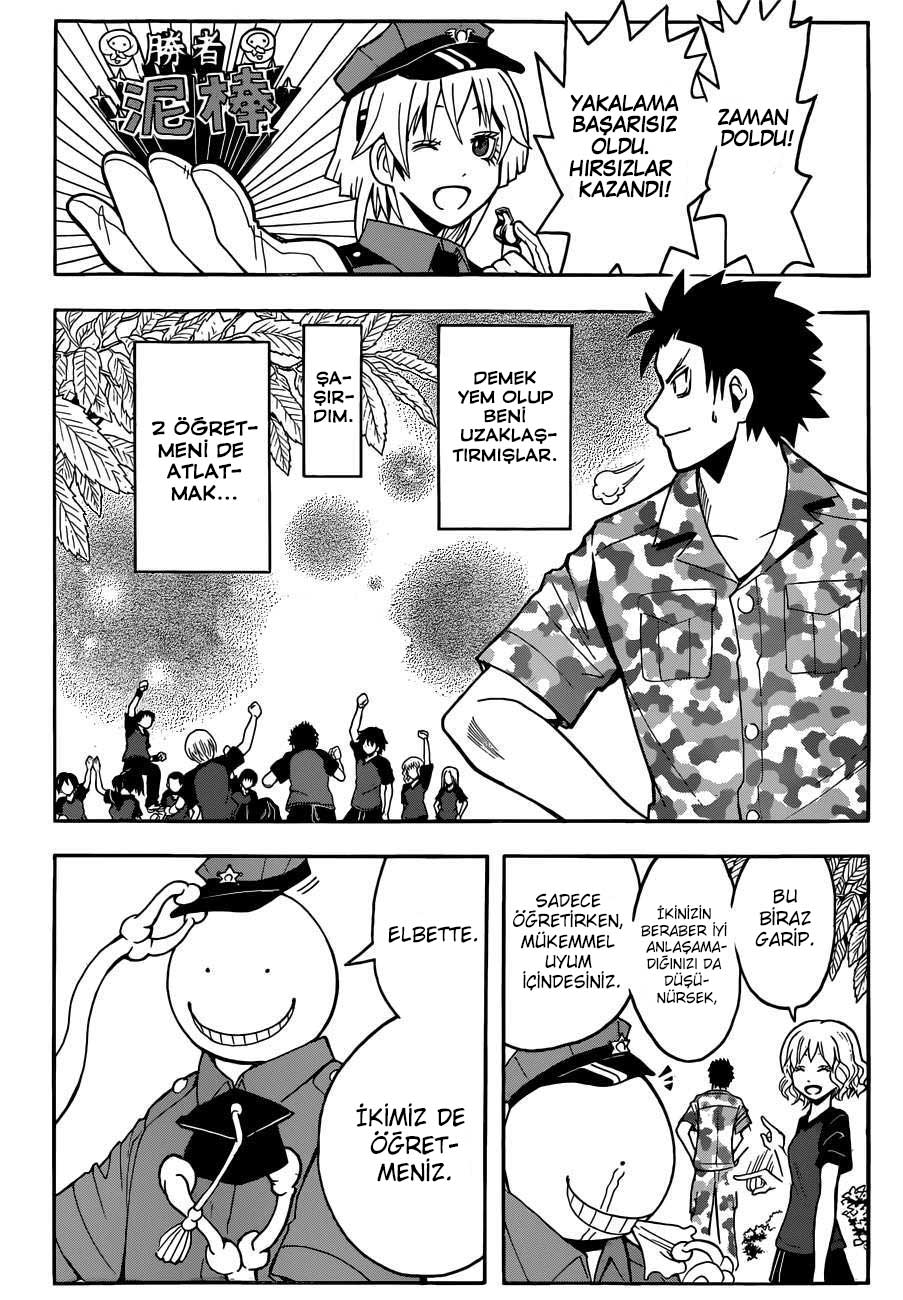 ZAMAN
DOLDU!
YAKALAMA
BAŞARISIZ
OLDU.
HIRSIZLAR
KAZANDI!
勝者
泥棒
DEMEK
YEM OLUP
BENİ
UZAKLAŞ-
TIRMIŞLAR.
ŞA-
ŞIR-
DIM.
2 ÖĞRET-
MENİ DE
ATLAT-
MAK...
BU
BİRAZ
GARİP.
İKİNİZİN
BERABER İYİ
ANLAŞAMA-
DIĞINIZI DA
DÜŞÜ-
NÜRSEK,
SADECE
ÖĞRETİRKEN,
MÜKEMMEL
UYUM
İÇİNDESİNİZ.
ELBETTE.
İKİMİZ DE
ÖĞRET-
MENİZ.